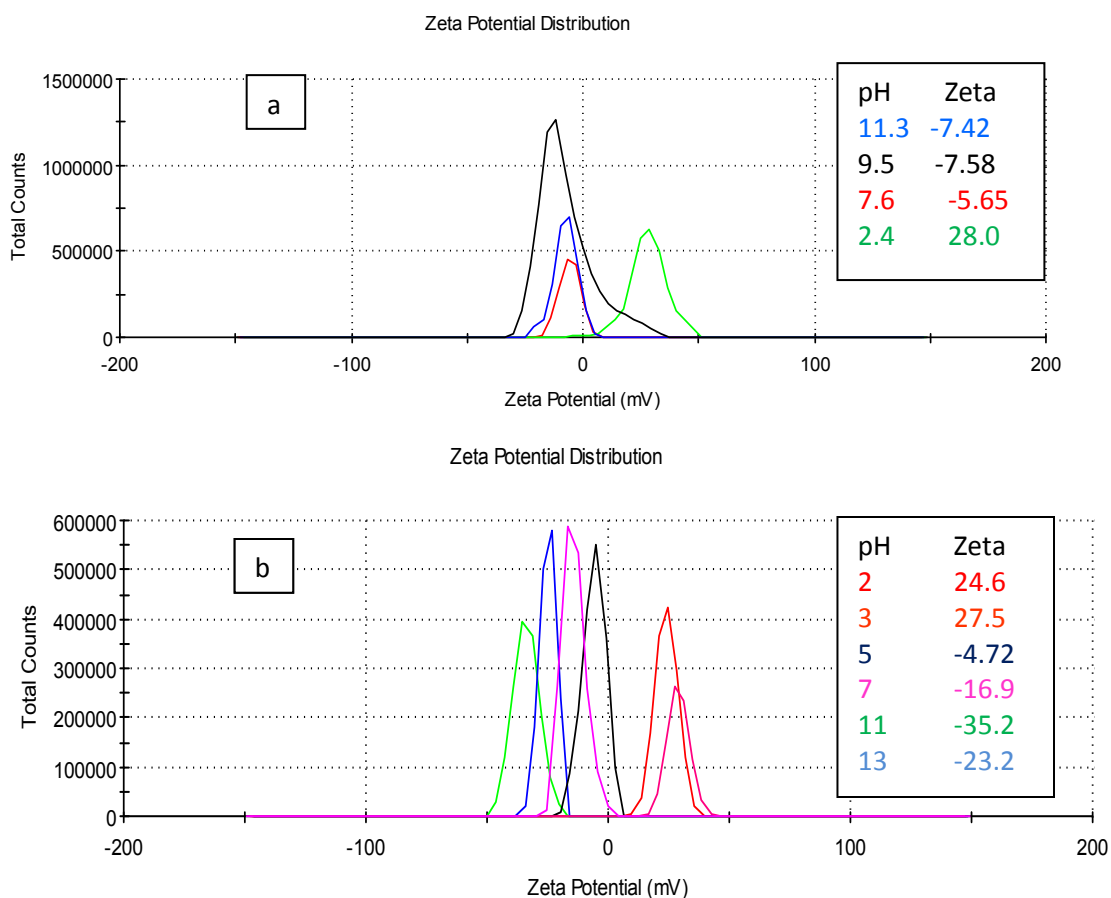 Zeta Potential Distribution
1500000
1000000
500000
0
Total Counts
a
pH Zeta
11.3 -7.42
9.5 -7.58
7.6 -5.65
2.4 28.0
-200 -100 0 100 200
Zeta Potential (mV)
Zeta Potential Distribution
600000
500000
400000
300000
200000
100000
0
Total Counts
b
pH Zeta
2 24.6
3 27.5
5 -4.72
7 -16.9
11 -35.2
13 -23.2
-200 -100 0 100 200
Zeta Potential (mV)